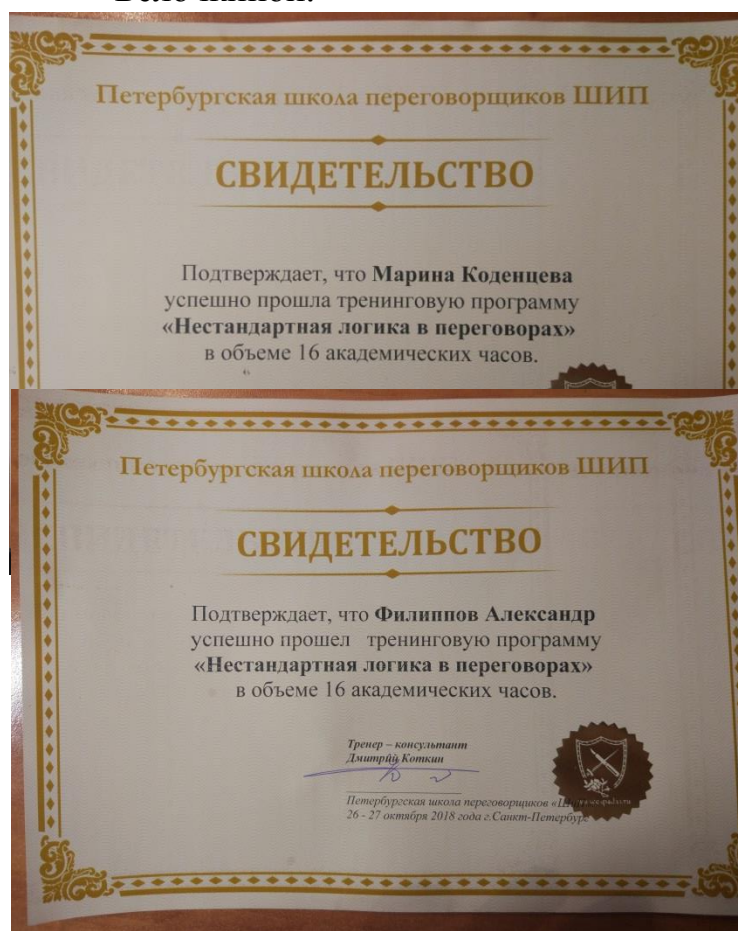 Петербургская школа переговорщиков ШИП
СВИДЕТЕЛЬСТВО
Подтверждает, что Марина Коденцева
успешно прошла тренинговую программу
«Нестандартная логика в переговорах»
в объеме 16 академических часов.
Петербургская школа переговорщиков ШИП
СВИДЕТЕЛЬСТВО
Подтверждает, что Филиппов Александр
успешно прошел тренинговую программу
«Нестандартная логика в переговорах»
в объеме 16 академических часов.
Тренер – консультант
Дмитрий Коткин
Петербургская школа переговорщиков
26 - 27 октября 2018 года г.Санкт-Петербург